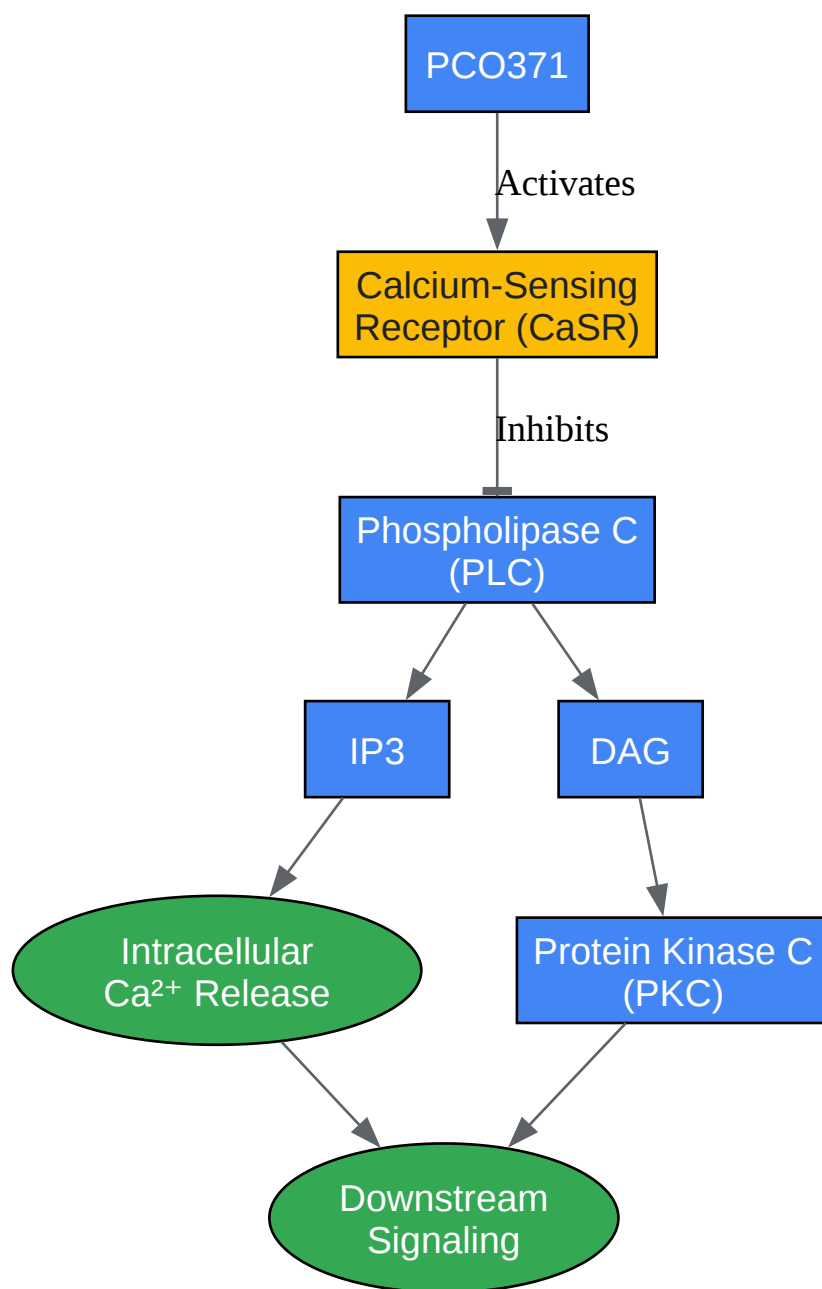 PCO371
Activates
Calcium-Sensing
Receptor (CaSR)
Inhibits
Phospholipase C
(PLC)
IP3
DAG
Intracellular
Ca²⁺ Release
Protein Kinase C
(PKC)
Downstream
Signaling